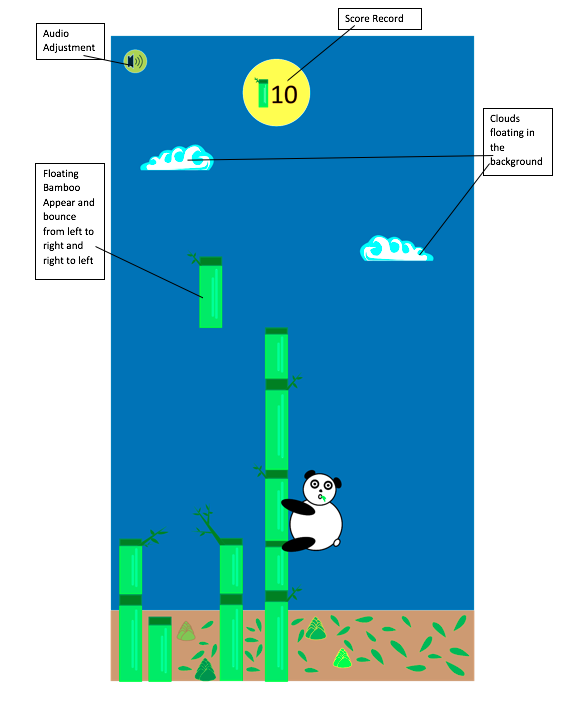 Score Record
Audio
Adjustment
10
Clouds
floating in
the
background
Floating
Bamboo
Appear and
bounce
from left to
right and
right to left